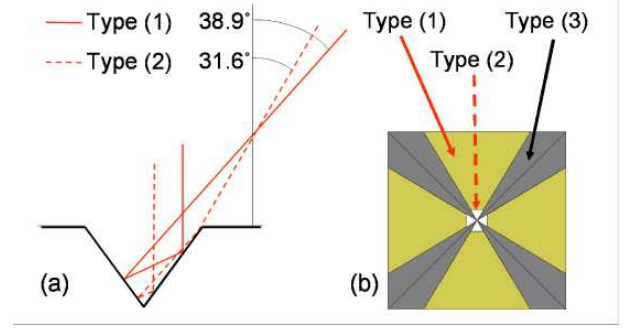 Type (1) 38.9°
Type (2) 31.6°
(a)
Type (1) Type (3)
Type (2)
(b)